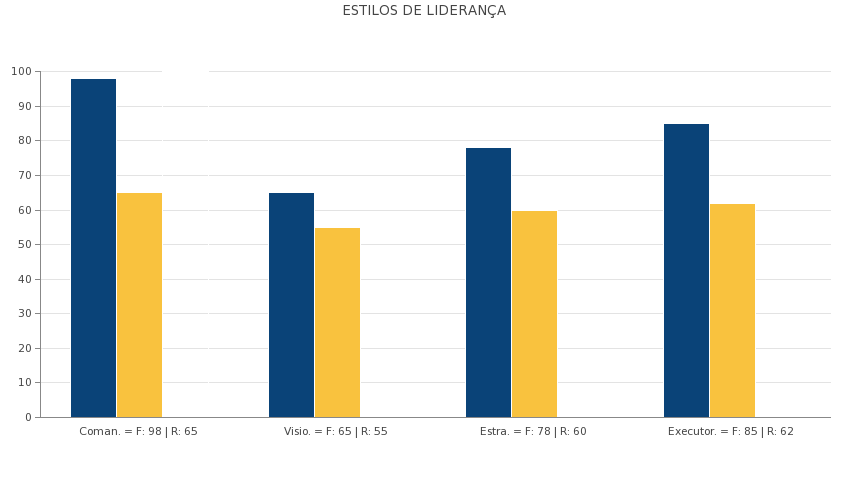 ESTILOS DE LIDERANÇA
100
90
80
70
60
50
40
30
20
10
0
Coman. = F: 98 | R: 65
Visio. = F: 65 | R: 55
Estra. = F: 78 | R: 60
Executor. = F: 85 | R: 62